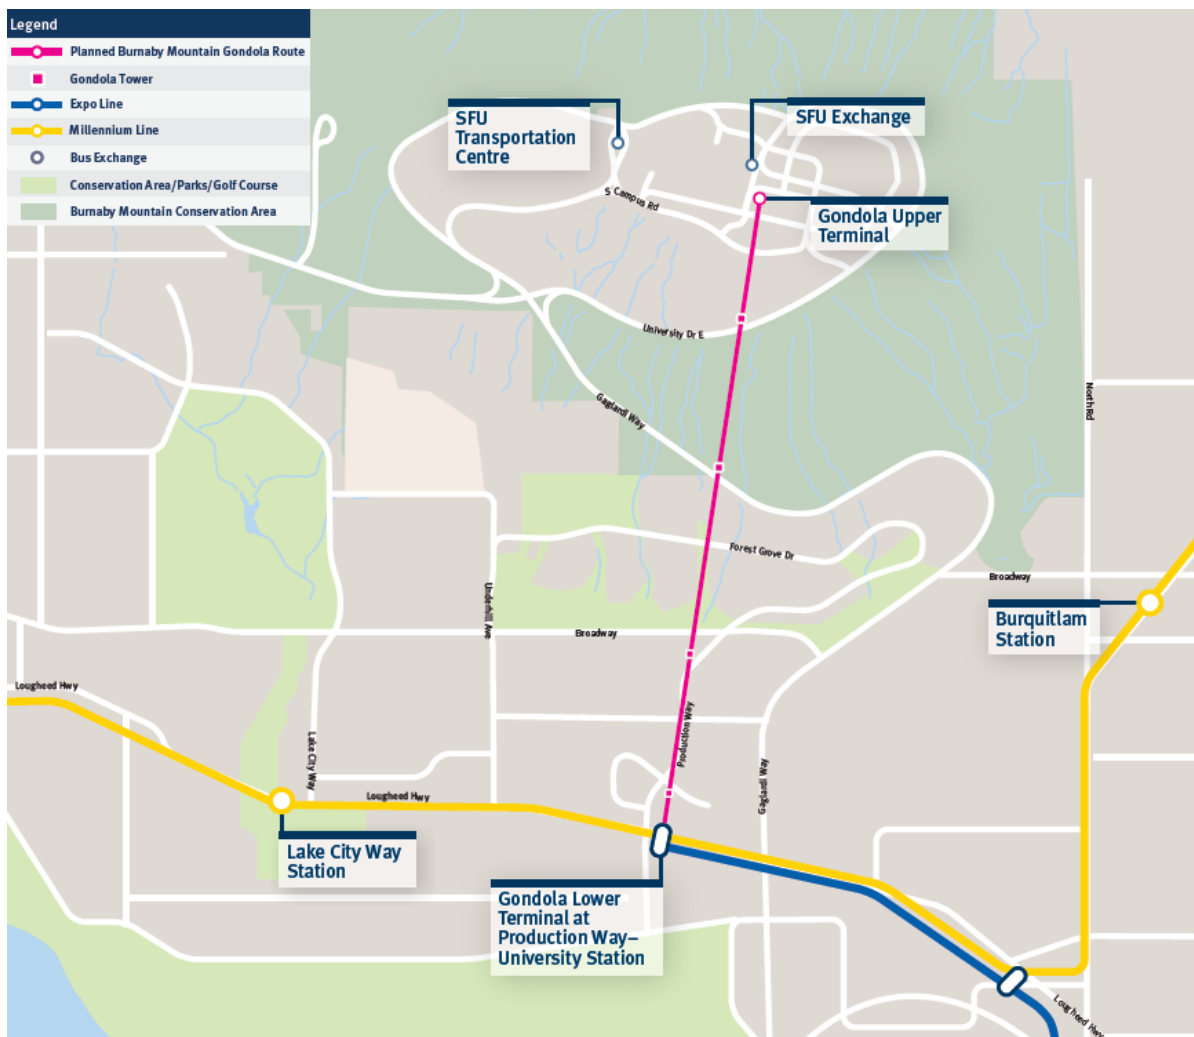 Legend
Planned Burnaby Mountain Gondola Route
Gondola Tower
Expo Line
Millennium Line
Bus Exchange
Conservation Area/Parks/Golf Course
Burnaby Mountain Conservation Area
SFU
Transportation
Centre
SFU Exchange
S Campus Rd
Gondola Upper
Terminal
University Dr E
Gaglardi Way
North Rd
Forest Grove Dr
Broadway
Underhill Ave
Burquitlam
Station
Broadway
Lougheed Hwy
Production Way
Lake City Way
Gaglardi Way
Lougheed Hwy
Lake City Way
Station
Gondola Lower
Terminal at
Production Way–
University Station
Lougheed Hwy